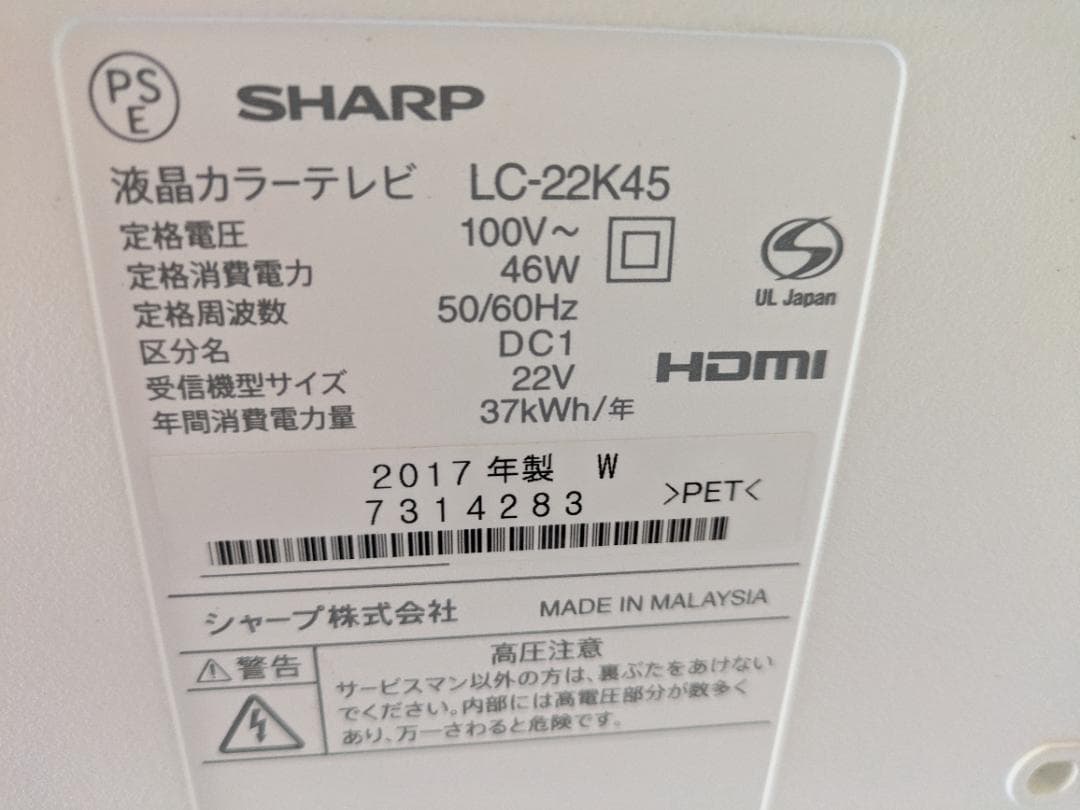 PS
E
SHARP
液晶カラーテレビ LC-22K45
定格電圧 100V～
定格消費電力 46W
定格周波数 50/60Hz
区分名 DC1
受信機型サイズ 22V
年間消費電力量 37kWh/年
UL Japan
HDMI
2017年製 W
7314283
>PET<
シャープ株式会社 MADE IN MALAYSIA
警告
高圧注意
サービスマン以外の方は、裏ぶたをあけない
でください。内部には高電圧部分が数多く
あり、万一さわると危険です。